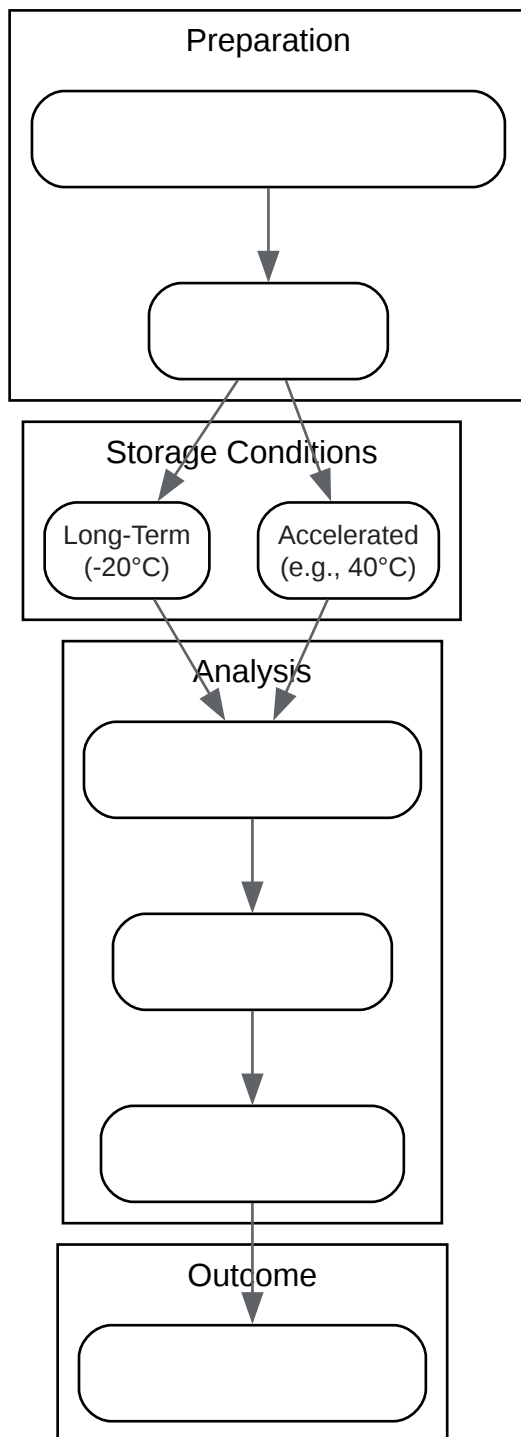 Preparation
Storage Conditions
Long-Term
(-20°C)
Accelerated
(e.g., 40°C)
Analysis
Outcome